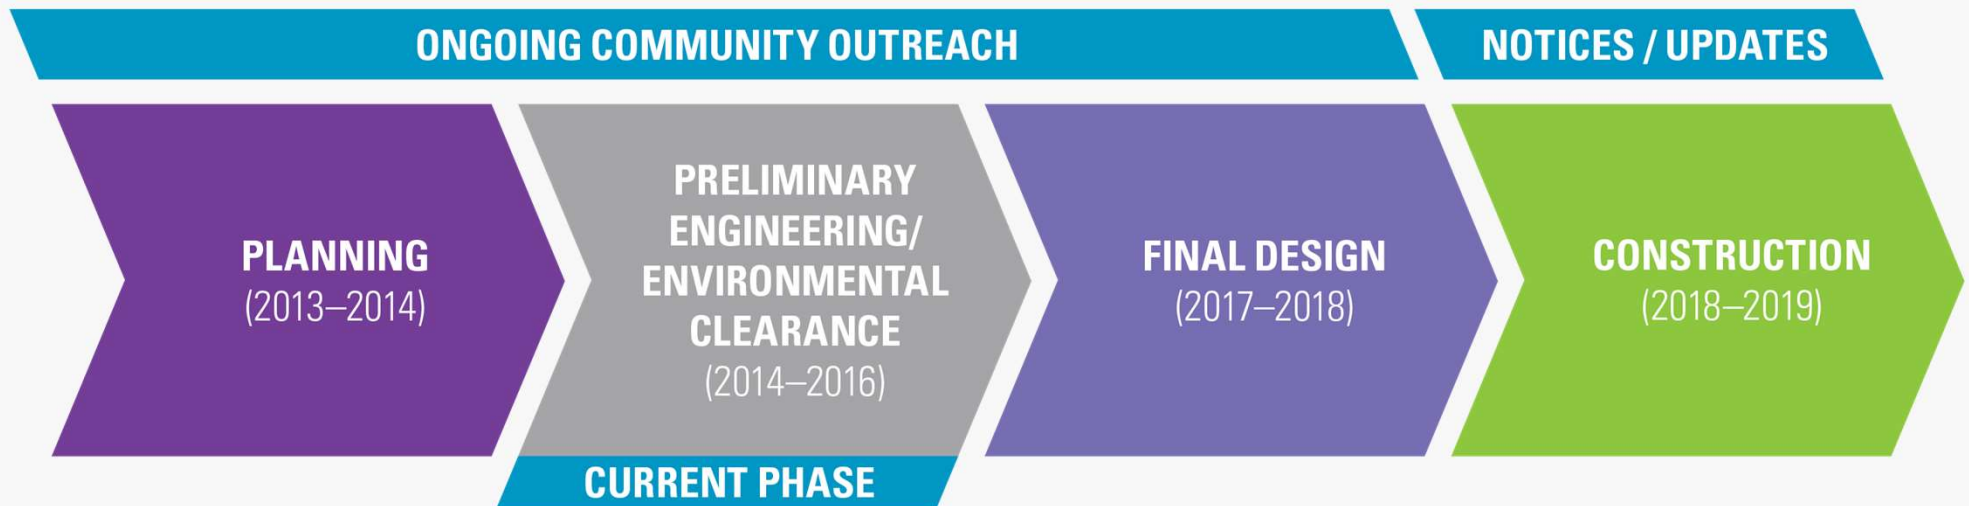 ONGOING COMMUNITY OUTREACH
NOTICES / UPDATES
PLANNING
(2013–2014)
PRELIMINARY
ENGINEERING/
ENVIRONMENTAL
CLEARANCE
(2014–2016)
CURRENT PHASE
FINAL DESIGN
(2017–2018)
CONSTRUCTION
(2018–2019)